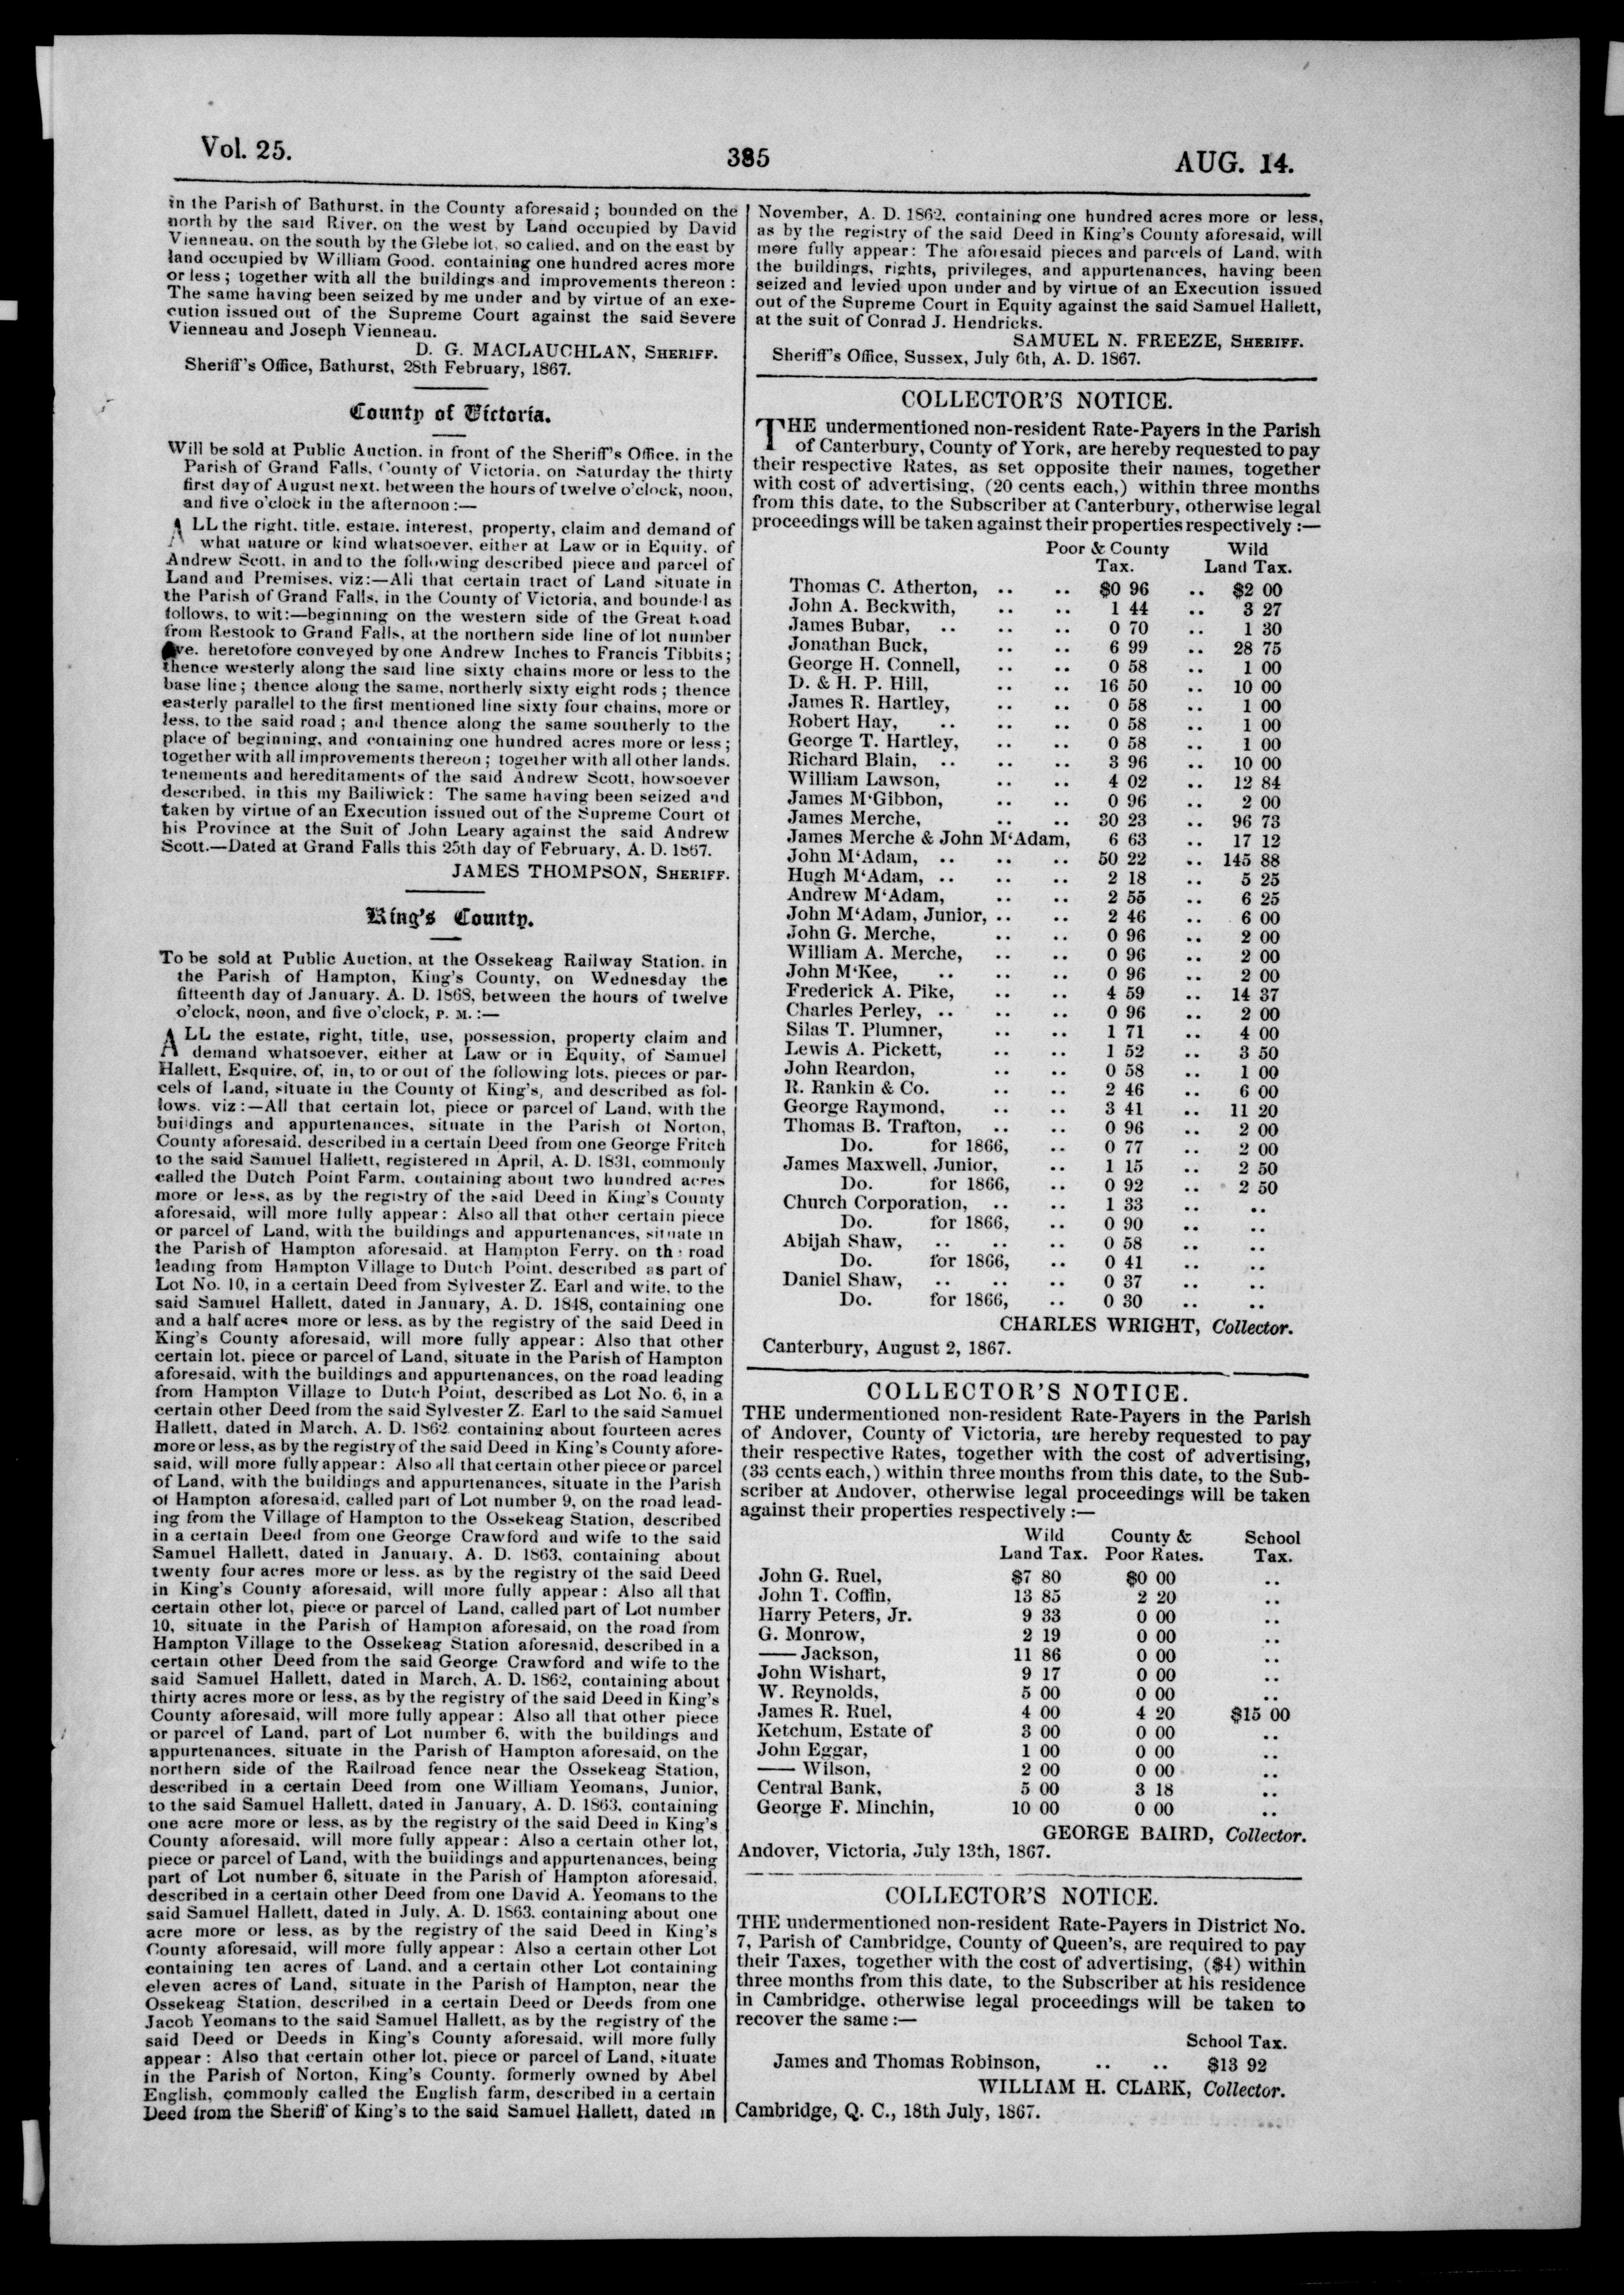 Vol. 25.
385
AUG. 14.
in the Parish of Bathurst, in the County aforesaid; bounded on the
north by the said River, on the west by Land occupied by David
Vienneau, on the south by the Glebe lot, so called, and on the east by
land occupied by William Good, containing one hundred acres more
or less; together with all the buildings and improvements thereon:
The same having been seized by me under and by virtue of an exe-
cution issued out of the Supreme Court against the said Severe
Vienneau and Joseph Vienneau.
D. G. MACLAUCHLAN, SHERIFF.
Sheriff's Office, Bathurst, 28th February, 1867.
County of Victoria.
Will be sold at Public Auction, in front of the Sheriff's Office, in the
Parish of Grand Falls, County of Victoria, on Saturday the thirty
first day of August next, between the hours of twelve o'clock, noon,
and five o'clock in the afternoon:—
ALL the right, title, estate, interest, property, claim and demand of
what nature or kind whatsoever, either at Law or in Equity, of
Andrew Scott, in and to the following described piece and parcel of
Land and Premises, viz:—All that certain tract of Land situate in
the Parish of Grand Falls, in the County of Victoria, and bounded as
follows, to wit:—beginning on the western side of the Great Road
from Restook to Grand Falls, at the northern side line of lot number
ve. heretofore conveyed by one Andrew Inches to Francis Tibbits;
thence westerly along the said line sixty chains more or less to the
base line; thence along the same, northerly sixty eight rods; thence
easterly parallel to the first mentioned line sixty four chains, more or
less, to the said road; and thence along the same southerly to the
place of beginning, and containing one hundred acres more or less;
together with all improvements thereon; together with all other lands,
tenements and hereditaments of the said Andrew Scott, howsoever
described, in this my Bailiwick: The same having been seized and
taken by virtue of an Execution issued out of the Supreme Court of
his Province at the Suit of John Leary against the said Andrew
Scott.—Dated at Grand Falls this 25th day of February, A. D. 1867.
JAMES THOMPSON, SHERIFF.
King's County.
To be sold at Public Auction, at the Ossekeag Railway Station, in
the Parish of Hampton, King's County, on Wednesday the
fifteenth day of January, A. D. 1868, between the hours of twelve
o'clock, noon, and five o'clock, P. M.:—
ALL the estate, right, title, use, possession, property claim and
demand whatsoever, either at Law or in Equity, of Samuel
Hallett, Esquire, of, in, to or out of the following lots, pieces or par-
cels of Land, situate in the County of King's, and described as fol-
lows, viz:—All that certain lot, piece or parcel of Land, with the
buildings and appurtenances, situate in the Parish of Norton,
County aforesaid, described in a certain Deed from one George Fritch
to the said Samuel Hallett, registered in April, A. D. 1831, commonly
called the Dutch Point Farm, containing about two hundred acres
more or less, as by the registry of the said Deed in King's County
aforesaid, will more fully appear: Also all that other certain piece
or parcel of Land, with the buildings and appurtenances, situate in
the Parish of Hampton aforesaid, at Hampton Ferry, on the road
leading from Hampton Village to Dutch Point, described as part of
Lot No. 10, in a certain Deed from Sylvester Z. Earl and wife, to the
said Samuel Hallett, dated in January, A. D. 1848, containing one
and a half acres more or less, as by the registry of the said Deed in
King's County aforesaid, will more fully appear: Also that other
certain lot, piece or parcel of Land, situate in the Parish of Hampton
aforesaid, with the buildings and appurtenances, on the road leading
from Hampton Village to Dutch Point, described as Lot No. 6, in a
certain other Deed from the said Sylvester Z. Earl to the said Samuel
Hallett, dated in March, A. D. 1862, containing about fourteen acres
more or less, as by the registry of the said Deed in King's County afore-
said, will more fully appear: Also all that certain other piece or parcel
of Land, with the buildings and appurtenances, situate in the Parish
of Hampton aforesaid, called part of Lot number 9, on the road lead-
ing from the Village of Hampton to the Ossekeag Station, described
in a certain Deed from one George Crawford and wife to the said
Samuel Hallett, dated in January, A. D. 1863, containing about
twenty four acres more or less, as by the registry of the said Deed
in King's County aforesaid, will more fully appear: Also all that
certain other lot, piece or parcel of Land, called part of Lot number
10, situate in the Parish of Hampton aforesaid, on the road from
Hampton Village to the Ossekeag Station aforesaid, described in a
certain other Deed from the said George Crawford and wife to the
said Samuel Hallett, dated in March, A. D. 1862, containing about
thirty acres more or less, as by the registry of the said Deed in King's
County aforesaid, will more fully appear: Also all that other piece
or parcel of Land, part of Lot number 6, with the buildings and
appurtenances, situate in the Parish of Hampton aforesaid, on the
northern side of the Railroad fence near the Ossekeag Station,
described in a certain Deed from one William Yeomans, Junior,
to the said Samuel Hallett, dated in January, A. D. 1863, containing
one acre more or less, as by the registry of the said Deed in King's
County aforesaid, will more fully appear: Also a certain other lot,
piece or parcel of Land, with the buildings and appurtenances, being
part of Lot number 6, situate in the Parish of Hampton aforesaid,
described in a certain other Deed from one David A. Yeomans to the
said Samuel Hallett, dated in July, A. D. 1863, containing about one
acre more or less, as by the registry of the said Deed in King's
County aforesaid, will more fully appear: Also a certain other Lot
containing ten acres of Land, and a certain other Lot containing
eleven acres of Land, situate in the Parish of Hampton, near the
Ossekeag Station, described in a certain Deed or Deeds from one
Jacob Yeomans to the said Samuel Hallett, as by the registry of the
said Deed or Deeds in King's County aforesaid, will more fully
appear: Also that certain other lot, piece or parcel of Land, situate
in the Parish of Norton, King's County, formerly owned by Abel
English, commonly called the English farm, described in a certain
Deed from the Sheriff of King's to the said Samuel Hallett, dated in
November, A. D. 1862, containing one hundred acres more or less,
as by the registry of the said Deed in King's County aforesaid, will
more fully appear: The aforesaid pieces and parcels of Land, with
the buildings, rights, privileges, and appurtenances, having been
seized and levied upon under and by virtue of an Execution issued
out of the Supreme Court in Equity against the said Samuel Hallett,
at the suit of Conrad J. Hendricks.
SAMUEL N. FREEZE, SHERIFF.
Sheriff's Office, Sussex, July 6th, A. D. 1867.
COLLECTOR'S NOTICE.
THE undermentioned non-resident Rate-Payers in the Parish
of Canterbury, County of York, are hereby requested to pay
their respective Rates, as set opposite their names, together
with cost of advertising, (20 cents each,) within three months
from this date, to the Subscriber at Canterbury, otherwise legal
proceedings will be taken against their properties respectively:—
Poor & County Wild
Tax. Land Tax.
Thomas C. Atherton, .. .. $0 96 .. $2 00
John A. Beckwith, .. .. 1 44 .. 3 27
James Bubar, .. .. .. 0 70 .. 1 30
Jonathan Buck, .. .. 6 99 .. 28 75
George H. Connell, .. .. 0 58 .. 1 00
D. & H. P. Hill, .. .. 16 50 .. 10 00
James R. Hartley, .. .. 0 58 .. 1 00
Robert Hay, .. .. .. 0 58 .. 1 00
George T. Hartley, .. .. 0 58 .. 1 00
Richard Blain, .. .. .. 3 96 .. 10 00
William Lawson, .. .. 4 02 .. 12 84
James M'Gibbon, .. .. 0 96 .. 2 00
James Merche, .. .. 30 23 .. 96 73
James Merche & John M'Adam, 6 63 .. 17 12
John M'Adam, .. .. .. 50 22 .. 145 88
Hugh M'Adam, .. .. .. 2 18 .. 5 25
Andrew M'Adam, .. .. 2 55 .. 6 25
John M'Adam, Junior, .. .. 2 46 .. 6 00
John G. Merche, .. .. 0 96 .. 2 00
William A. Merche, .. .. 0 96 .. 2 00
John M'Kee, .. .. .. 0 96 .. 2 00
Frederick A. Pike, .. .. 4 59 .. 14 37
Charles Perley, .. .. .. 0 96 .. 2 00
Silas T. Plumner, .. .. 1 71 .. 4 00
Lewis A. Pickett, .. .. 1 52 .. 3 50
John Reardon, .. .. 0 58 .. 1 00
R. Rankin & Co. .. .. 2 46 .. 6 00
George Raymond, .. .. 3 41 .. 11 20
Thomas B. Trafton, .. .. 0 96 .. 2 00
Do. for 1866, .. 0 77 .. 2 00
James Maxwell, Junior, .. 1 15 .. 2 50
Do. for 1866, .. 0 92 .. 2 50
Church Corporation, .. .. 1 33 .. ..
Do. for 1866, .. 0 90 .. ..
Abijah Shaw, .. .. .. 0 58 .. ..
Do. for 1866, .. 0 41 .. ..
Daniel Shaw, .. .. .. 0 37 .. ..
Do. for 1866, .. 0 30 .. ..
CHARLES WRIGHT, Collector.
Canterbury, August 2, 1867.
COLLECTOR'S NOTICE.
THE undermentioned non-resident Rate-Payers in the Parish
of Andover, County of Victoria, are hereby requested to pay
their respective Rates, together with the cost of advertising,
(33 cents each,) within three months from this date, to the Sub-
scriber at Andover, otherwise legal proceedings will be taken
against their properties respectively:—
Wild County & School
Land Tax. Poor Rates. Tax.
John G. Ruel, $7 80 $0 00 ..
John T. Coffin, 13 85 2 20 ..
Harry Peters, Jr. 9 33 0 00 ..
G. Monrow, 2 19 0 00 ..
—— Jackson, 11 86 0 00 ..
John Wishart, 9 17 0 00 ..
W. Reynolds, 5 00 0 00 ..
James R. Ruel, 4 00 4 20 $15 00
Ketchum, Estate of 3 00 0 00 ..
John Eggar, 1 00 0 00 ..
—— Wilson, 2 00 0 00 ..
Central Bank, 5 00 3 18 ..
George F. Minchin, 10 00 0 00 ..
GEORGE BAIRD, Collector.
Andover, Victoria, July 13th, 1867.
COLLECTOR'S NOTICE.
THE undermentioned non-resident Rate-Payers in District No.
7, Parish of Cambridge, County of Queen's, are required to pay
their Taxes, together with the cost of advertising, ($4) within
three months from this date, to the Subscriber at his residence
in Cambridge, otherwise legal proceedings will be taken to
recover the same:—
School Tax.
James and Thomas Robinson, .. .. $13 92
WILLIAM H. CLARK, Collector.
Cambridge, Q. C., 18th July, 1867.